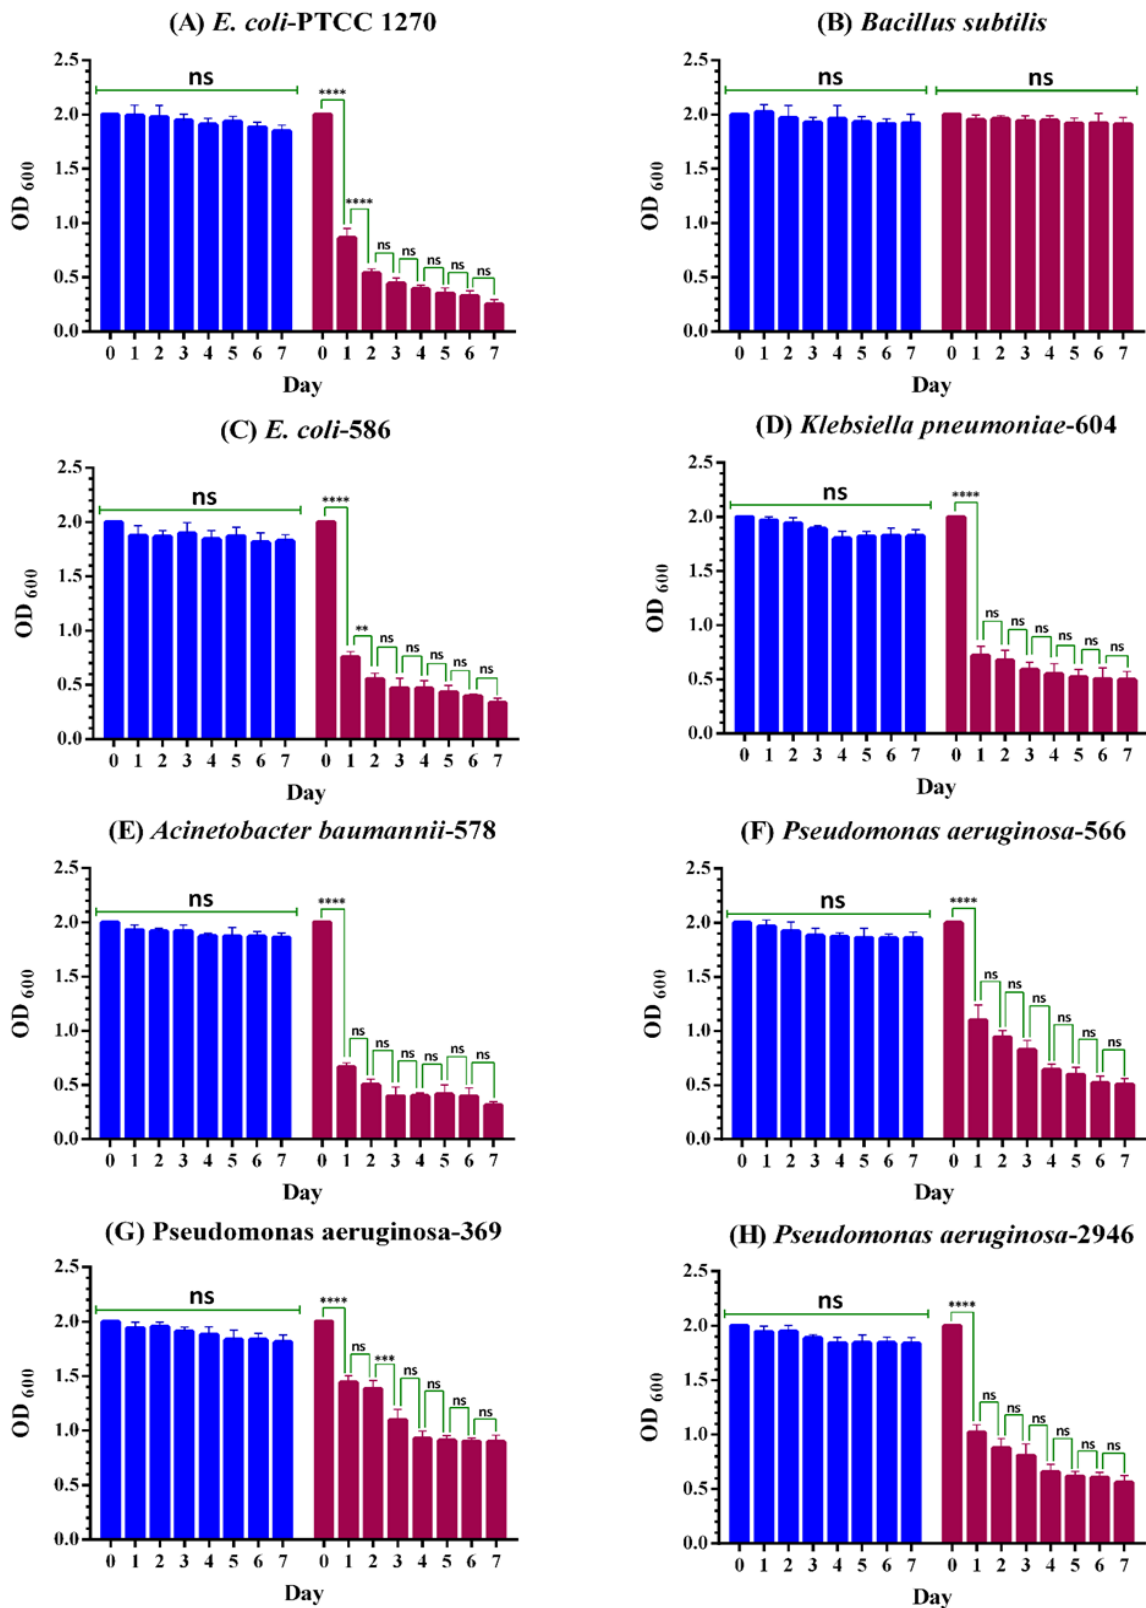 (A) E. coli-PTCC 1270
2.5
2.0
1.5
1.0
0.5
0.0
OD 600
ns
**** **** ns ns ns ns ns
0 1 2 3 4 5 6 7 0 1 2 3 4 5 6 7
Day
(B) Bacillus subtilis
2.5
2.0
1.5
1.0
0.5
0.0
OD 600
ns ns
0 1 2 3 4 5 6 7 0 1 2 3 4 5 6 7
Day
(C) E. coli-586
2.5
2.0
1.5
1.0
0.5
0.0
OD 600
ns
**** ** ns ns ns ns ns
0 1 2 3 4 5 6 7 0 1 2 3 4 5 6 7
Day
(D) Klebsiella pneumoniae-604
2.5
2.0
1.5
1.0
0.5
0.0
OD 600
ns
**** ns ns ns ns ns ns
0 1 2 3 4 5 6 7 0 1 2 3 4 5 6 7
Day
(E) Acinetobacter baumannii-578
2.5
2.0
1.5
1.0
0.5
0.0
OD 600
ns
**** ns ns ns ns ns ns
0 1 2 3 4 5 6 7 0 1 2 3 4 5 6 7
Day
(F) Pseudomonas aeruginosa-566
2.5
2.0
1.5
1.0
0.5
0.0
OD 600
ns
**** ns ns ns ns ns ns
0 1 2 3 4 5 6 7 0 1 2 3 4 5 6 7
Day
(G) Pseudomonas aeruginosa-369
2.5
2.0
1.5
1.0
0.5
0.0
OD 600
ns
**** ns *** ns ns ns ns
0 1 2 3 4 5 6 7 0 1 2 3 4 5 6 7
Day
(H) Pseudomonas aeruginosa-2946
2.5
2.0
1.5
1.0
0.5
0.0
OD 600
ns
**** ns ns ns ns ns ns
0 1 2 3 4 5 6 7 0 1 2 3 4 5 6 7
Day